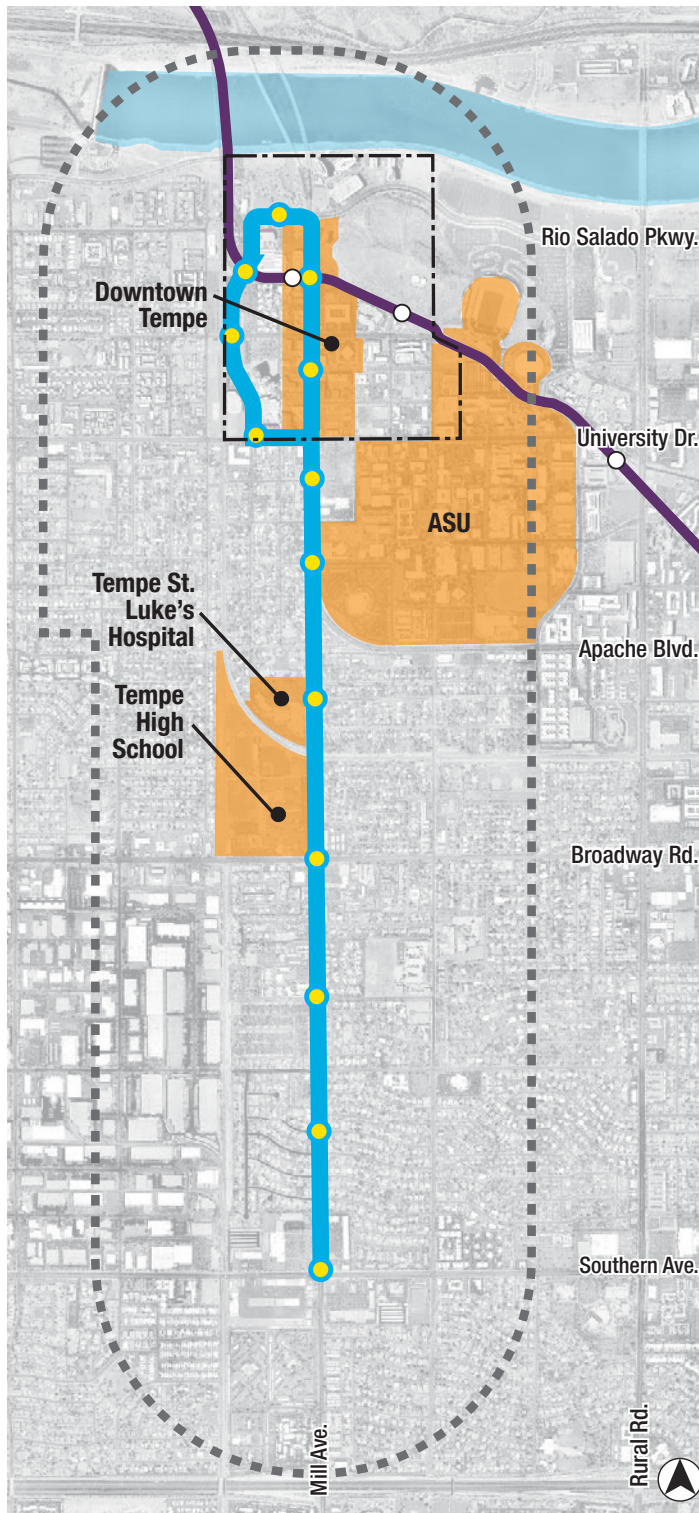 Rio Salado Pkwy.
Downtown
Tempe
University Dr.
ASU
Tempe St.
Luke's
Hospital
Apache Blvd.
Tempe
High
School
Broadway Rd.
Southern Ave.
Mill Ave.
Rural Rd.